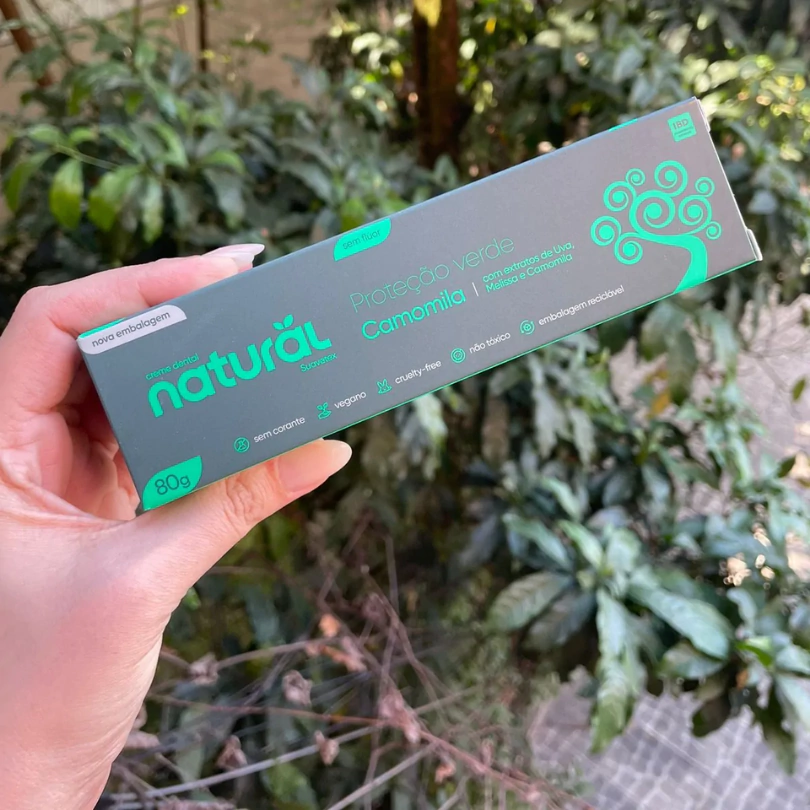 nova embalagem
sem flúor
IBD
creme dental
natural
Suavetex
Proteção verde
Camomila
com extratos de Uva,
Melissa e Camomila
sem corante
vegano
cruelty-free
não tóxico
embalagem reciclável
80g